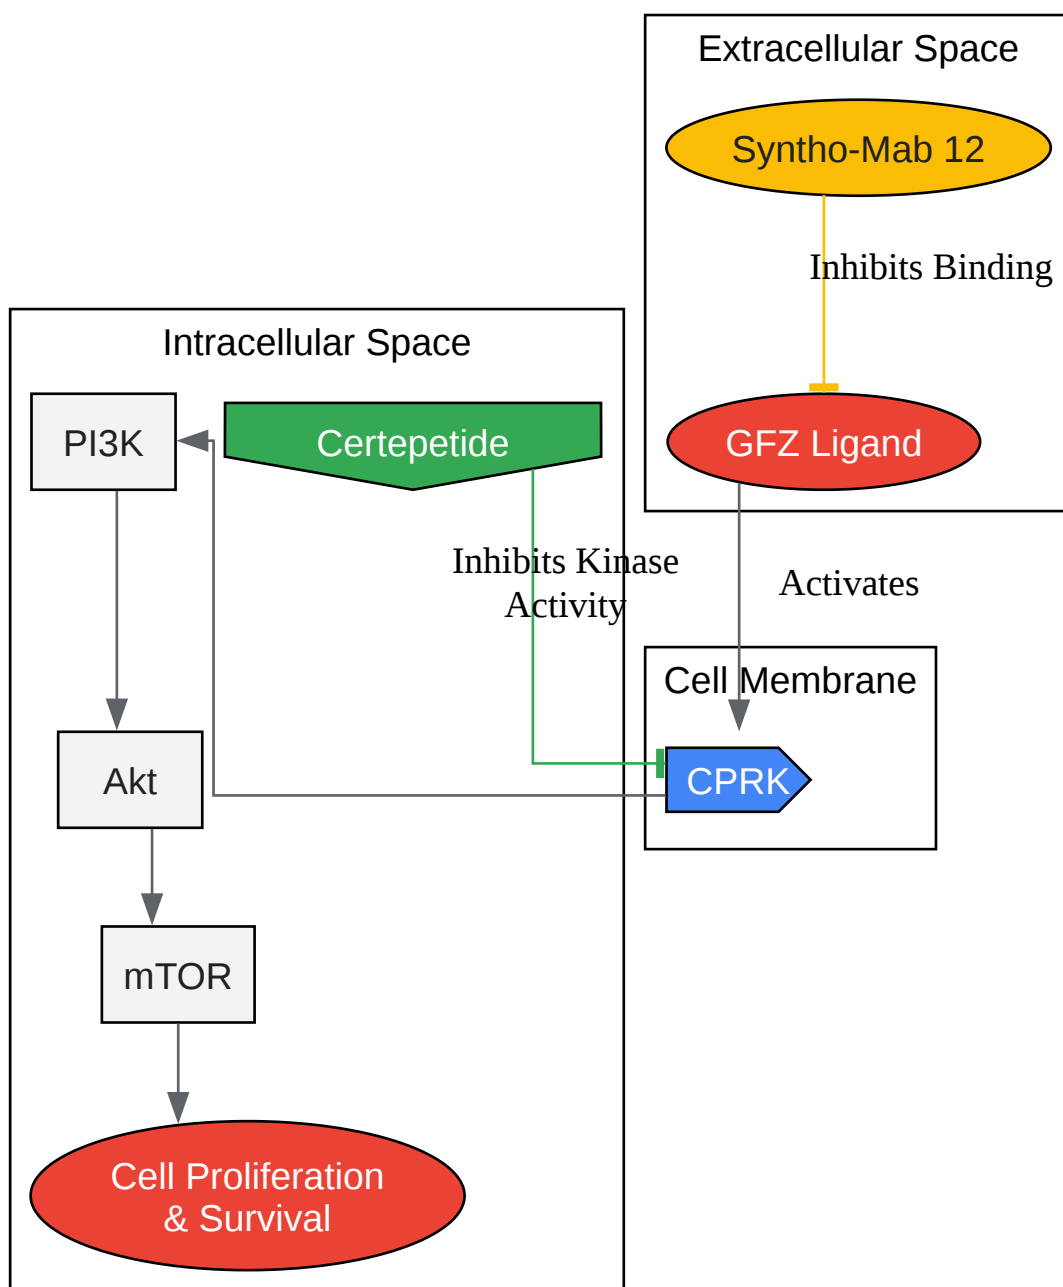 Extracellular Space
Syntho-Mab 12
Inhibits Binding
GFZ Ligand
Activates
Cell Membrane
CPRK
Intracellular Space
PI3K
Certepetide
Inhibits Kinase
Activity
Akt
mTOR
Cell Proliferation
& Survival